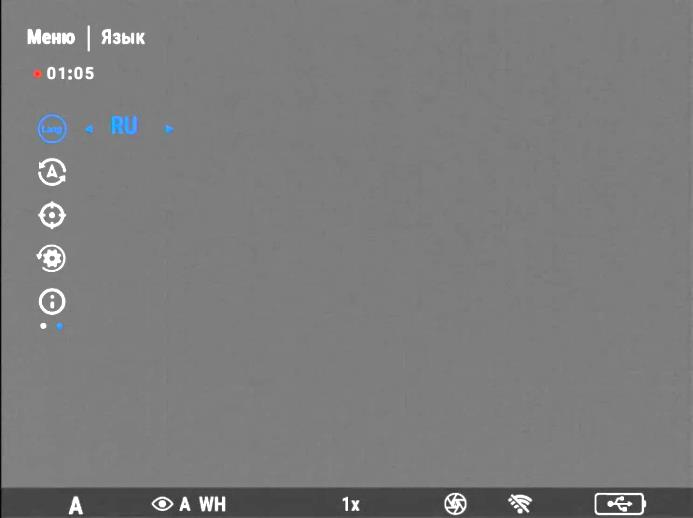 Меню | Язык
01:05
Lang RU
A
A A WH 1x